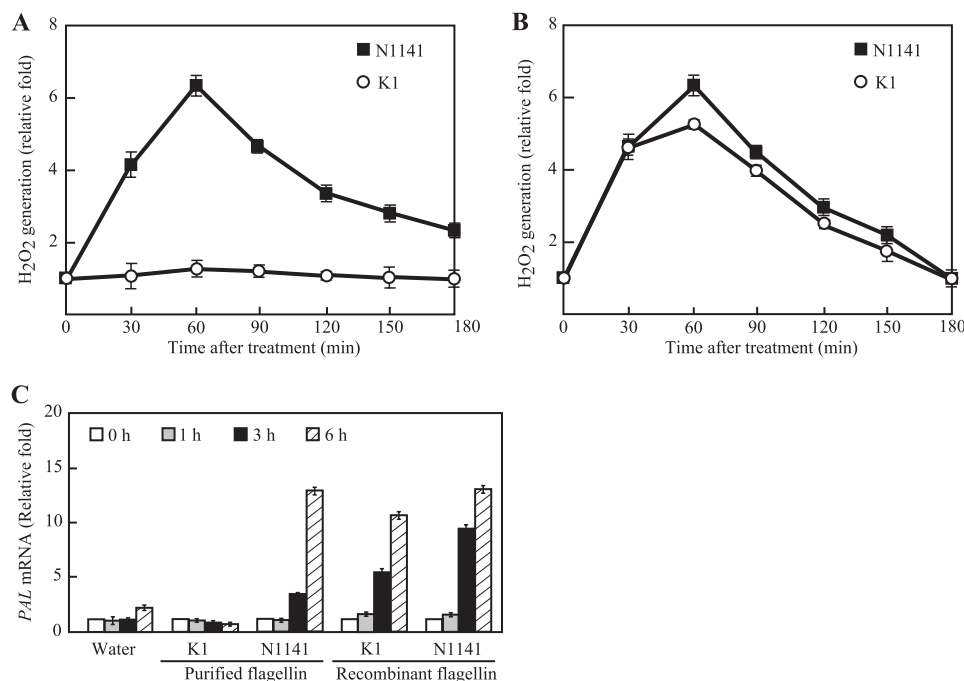 A
H2O2 generation (relative fold)
8
6
4
2
N1141
K1
0 30 60 90 120 150 180
Time after treatment (min)
B
H2O2 generation (relative fold)
8
6
4
2
N1141
K1
0 30 60 90 120 150 180
Time after treatment (min)
C
PAL mRNA (Relative fold)
20
15
10
5
0
0 h 1 h 3 h 6 h
Water K1 N1141 K1 N1141
Purified flagellin Recombinant flagellin